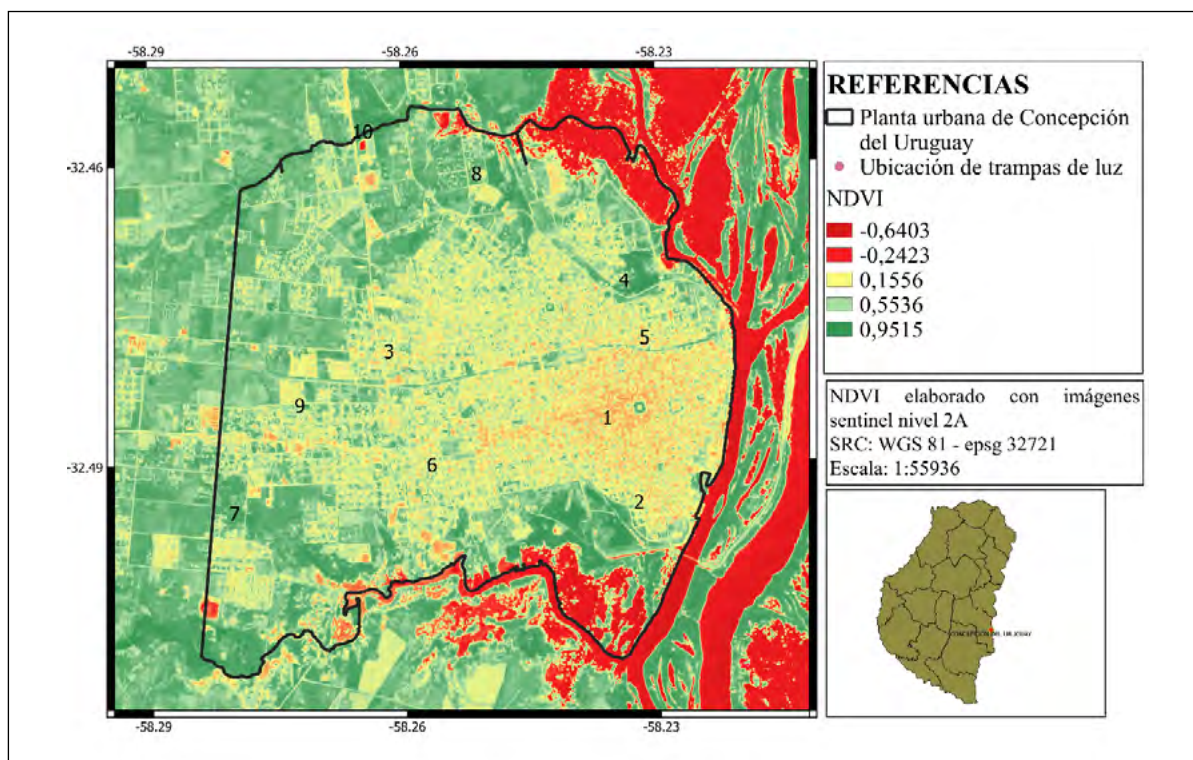 -58.29
-58.26
-58.23
-32.46
-32.49
10
8
4
5
3
9
1
6
2
7
-58.29
-58.26
-58.23
REFERENCIAS
Planta urbana de Concepción
del Uruguay
Ubicación de trampas de luz
NDVI
-0,6403
-0,2423
0,1556
0,5536
0,9515
NDVI elaborado con imágenes
sentinel nivel 2A
SRC: WGS 81 - epsg 32721
Escala: 1:55936
CONCEPCIÓN DEL URUGUAY